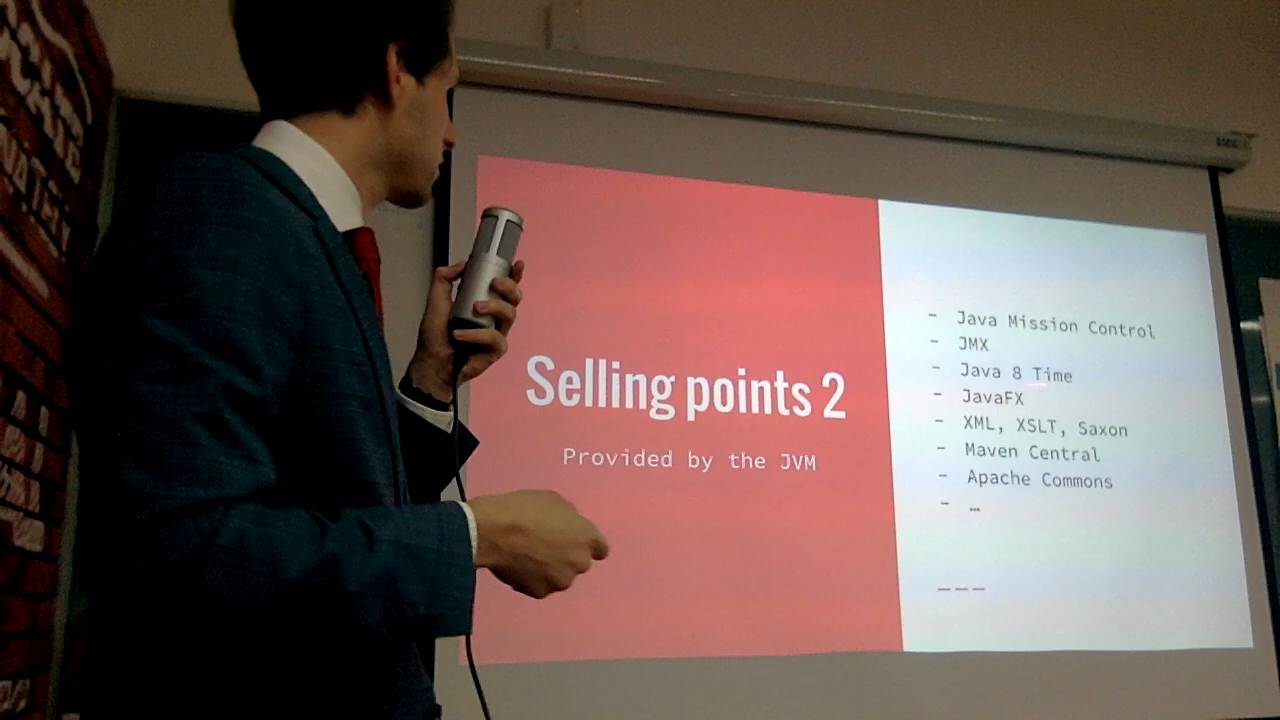 Selling points 2
Provided by the JVM
- Java Mission Control
- JMX
- Java 8 Time
- JavaFX
- XML, XSLT, Saxon
- Maven Central
- Apache Commons
- …